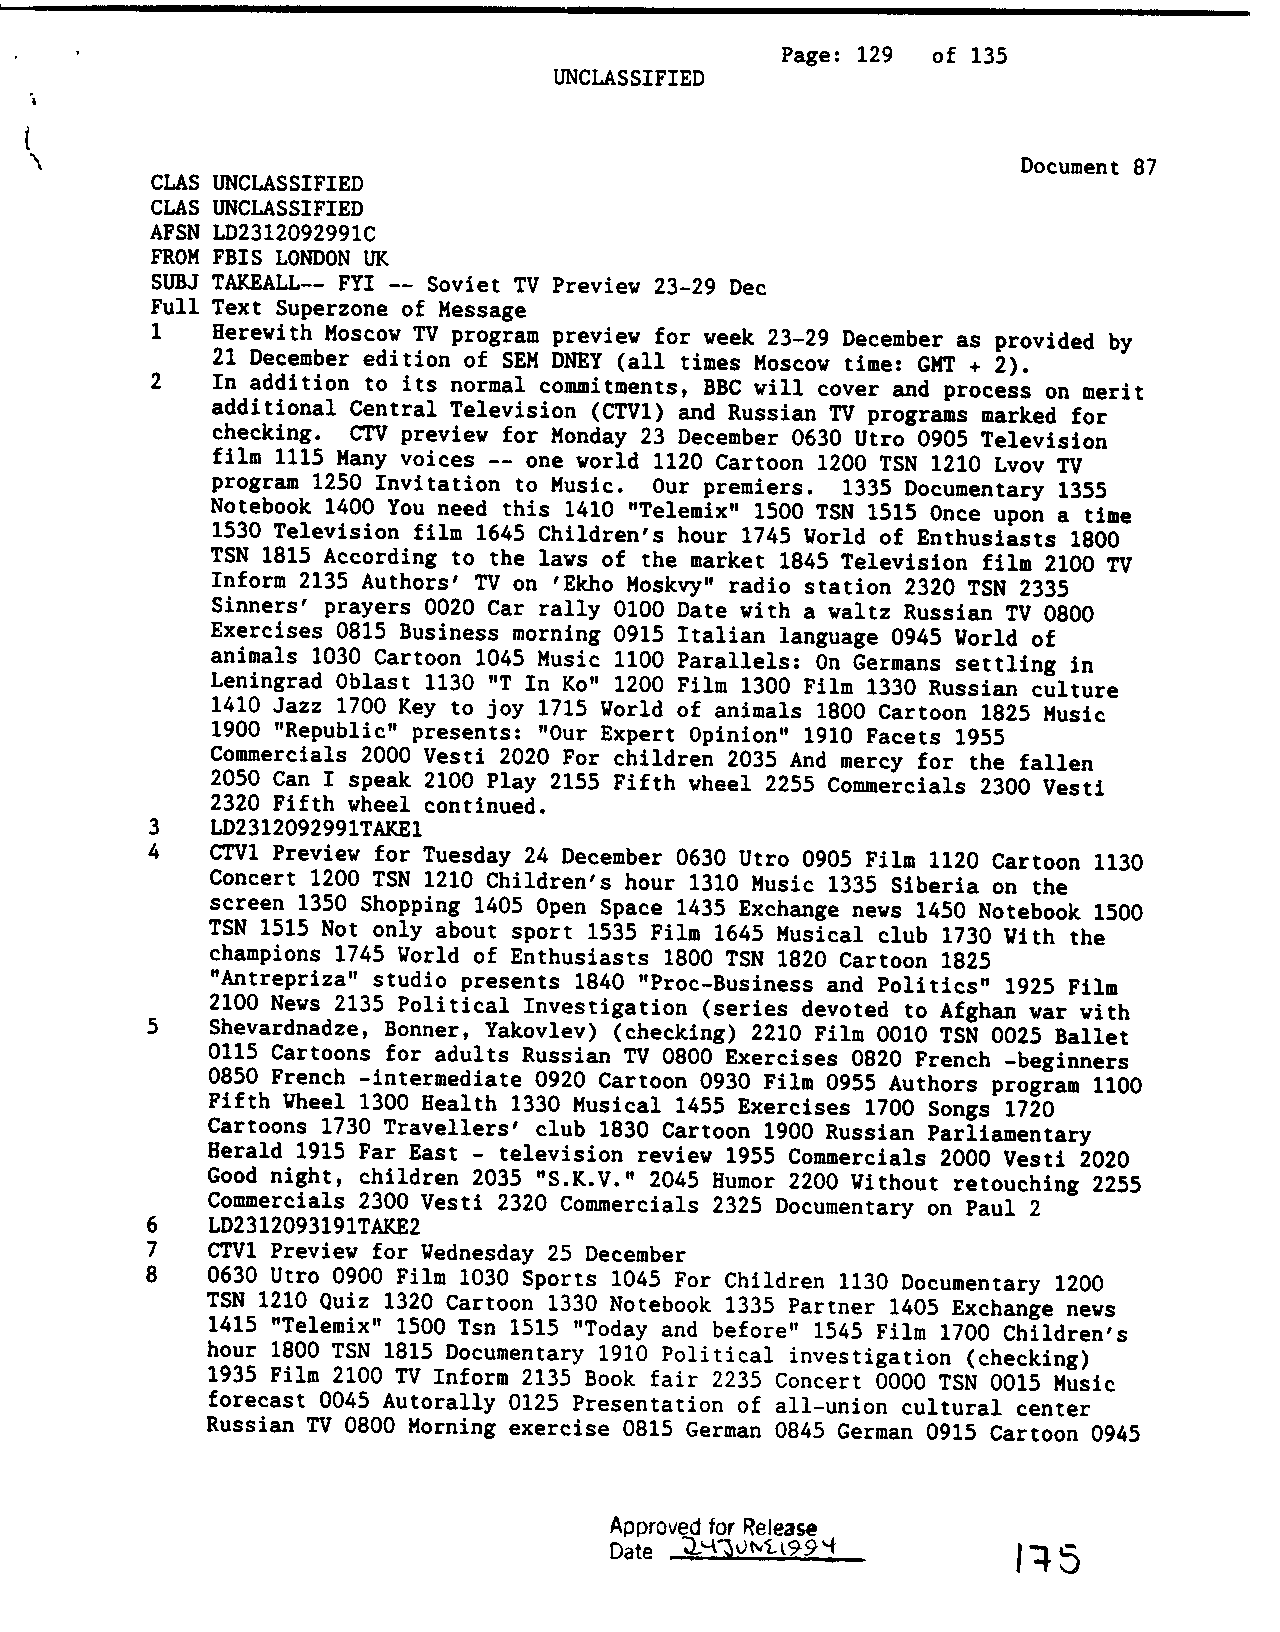 Page: 129 of 135
UNCLASSIFIED
Document 87
CLAS UNCLASSIFIED
CLAS UNCLASSIFIED
AFSN LD2312092991C
FROM FBIS LONDON UK
SUBJ TAKEALL-- FYI -- Soviet TV Preview 23-29 Dec
Full Text Superzone of Message
1 Herewith Moscow TV program preview for week 23-29 December as provided by
21 December edition of SEM DNEY (all times Moscow time: GMT + 2).
2 In addition to its normal commitments, BBC will cover and process on merit
additional Central Television (CTV1) and Russian TV programs marked for
checking. CTV preview for Monday 23 December 0630 Utro 0905 Television
film 1115 Many voices -- one world 1120 Cartoon 1200 TSN 1210 Lvov TV
program 1250 Invitation to Music. Our premiers. 1335 Documentary 1355
Notebook 1400 You need this 1410 "Telemix" 1500 TSN 1515 Once upon a time
1530 Television film 1645 Children's hour 1745 World of Enthusiasts 1800
TSN 1815 According to the laws of the market 1845 Television film 2100 TV
Inform 2135 Authors' TV on 'Ekho Moskvy" radio station 2320 TSN 2335
Sinners' prayers 0020 Car rally 0100 Date with a waltz Russian TV 0800
Exercises 0815 Business morning 0915 Italian language 0945 World of
animals 1030 Cartoon 1045 Music 1100 Parallels: On Germans settling in
Leningrad Oblast 1130 "T In Ko" 1200 Film 1300 Film 1330 Russian culture
1410 Jazz 1700 Key to joy 1715 World of animals 1800 Cartoon 1825 Music
1900 "Republic" presents: "Our Expert Opinion" 1910 Facets 1955
Commercials 2000 Vesti 2020 For children 2035 And mercy for the fallen
2050 Can I speak 2100 Play 2155 Fifth wheel 2255 Commercials 2300 Vesti
2320 Fifth wheel continued.
3 LD2312092991TAKE1
4 CTV1 Preview for Tuesday 24 December 0630 Utro 0905 Film 1120 Cartoon 1130
Concert 1200 TSN 1210 Children's hour 1310 Music 1335 Siberia on the
screen 1350 Shopping 1405 Open Space 1435 Exchange news 1450 Notebook 1500
TSN 1515 Not only about sport 1535 Film 1645 Musical club 1730 With the
champions 1745 World of Enthusiasts 1800 TSN 1820 Cartoon 1825
"Antrepriza" studio presents 1840 "Proc-Business and Politics" 1925 Film
2100 News 2135 Political Investigation (series devoted to Afghan war with
5 Shevardnadze, Bonner, Yakovlev) (checking) 2210 Film 0010 TSN 0025 Ballet
0115 Cartoons for adults Russian TV 0800 Exercises 0820 French -beginners
0850 French -intermediate 0920 Cartoon 0930 Film 0955 Authors program 1100
Fifth Wheel 1300 Health 1330 Musical 1455 Exercises 1700 Songs 1720
Cartoons 1730 Travellers' club 1830 Cartoon 1900 Russian Parliamentary
Herald 1915 Far East - television review 1955 Commercials 2000 Vesti 2020
Good night, children 2035 "S.K.V." 2045 Humor 2200 Without retouching 2255
Commercials 2300 Vesti 2320 Commercials 2325 Documentary on Paul 2
6 LD2312093191TAKE2
7 CTV1 Preview for Wednesday 25 December
8 0630 Utro 0900 Film 1030 Sports 1045 For Children 1130 Documentary 1200
TSN 1210 Quiz 1320 Cartoon 1330 Notebook 1335 Partner 1405 Exchange news
1415 "Telemix" 1500 Tsn 1515 "Today and before" 1545 Film 1700 Children's
hour 1800 TSN 1815 Documentary 1910 Political investigation (checking)
1935 Film 2100 TV Inform 2135 Book fair 2235 Concert 0000 TSN 0015 Music
forecast 0045 Autorally 0125 Presentation of all-union cultural center
Russian TV 0800 Morning exercise 0815 German 0845 German 0915 Cartoon 0945
Approved for Release
Date 24 JUNE 1994
175